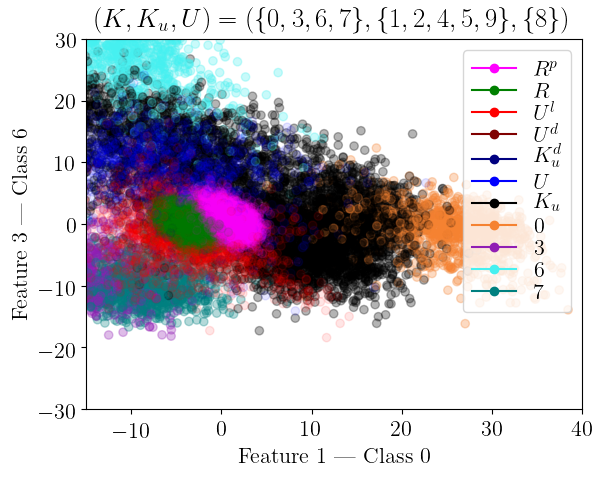 (K, K_u, U) = ({0, 3, 6, 7}, {1, 2, 4, 5, 9}, {8})
30
20
10
0
−10
−20
−30
Feature 3 — Class 6
R^p
R
U^l
U^d
K_u^d
U
K_u
0
3
6
7
−10
0
10
20
30
40
Feature 1 — Class 0